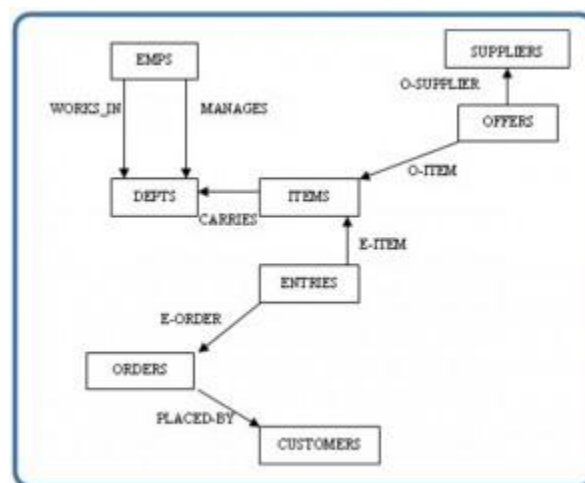 EMPS
SUPPLIERS
O-SUPPLIER
WORKS_IN
MANAGES
OFFERS
O-ITEM
DEPTS
ITEMS
CARRIES
E-ITEM
ENTRIES
E-ORDER
ORDERS
PLACED-BY
CUSTOMERS